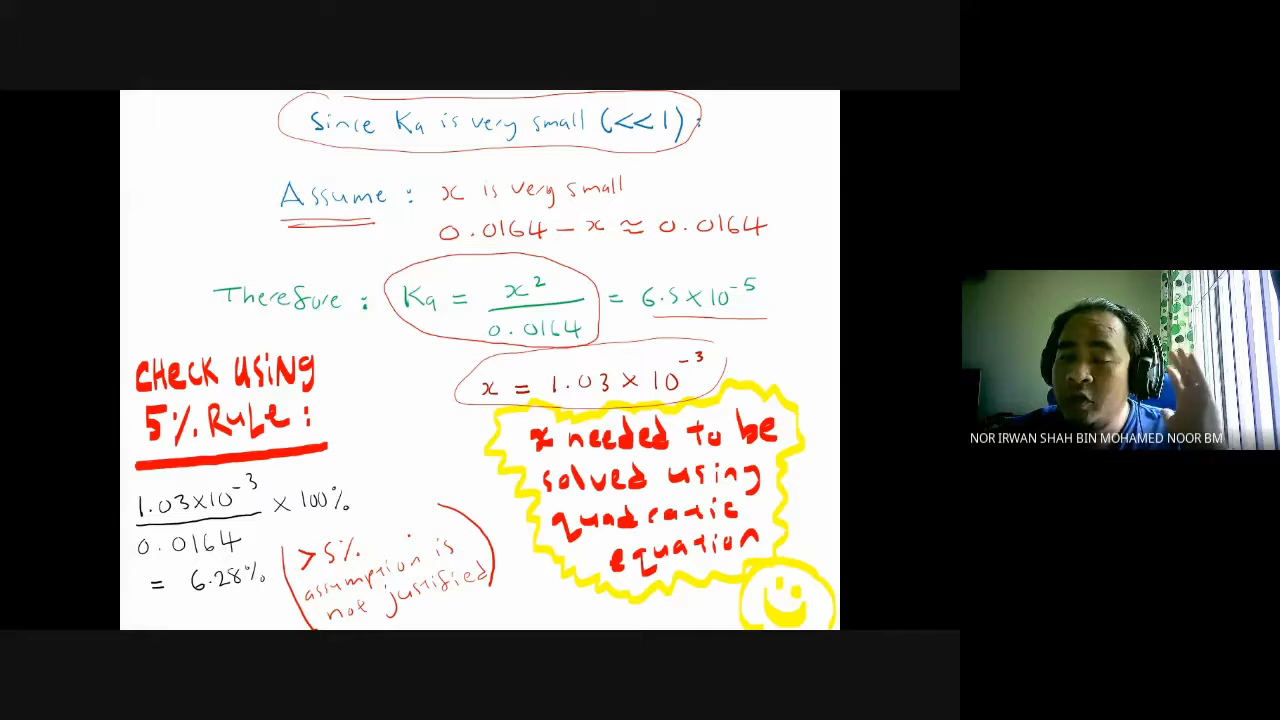 Since Ka is very small (<<1):
Assume : x is very small
0.0164 - x ≈ 0.0164
Therefore : Ka = x² / 0.0164 = 6.5 × 10⁻⁵
x = 1.03 × 10⁻³
CHECK USING
5% RULE:
x needed to be
solved using
quadratic
equation
1.03×10⁻³ / 0.0164 × 100%
= 6.28%
> 5%
assumption is
not justified
NOR IRWAN SHAH BIN MOHAMED NOOR BM